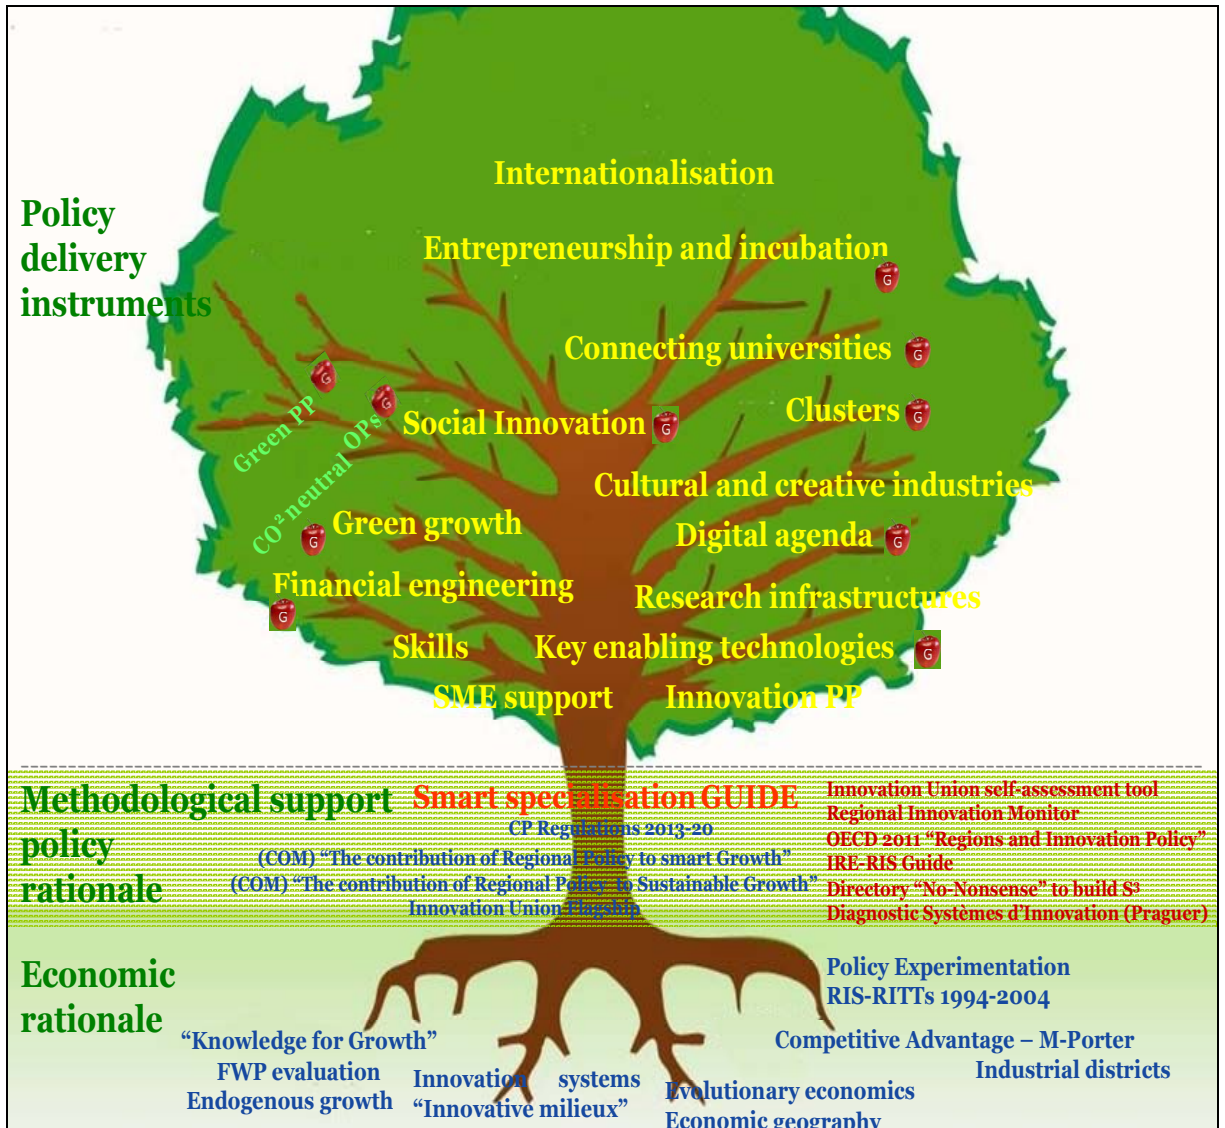 Internationalisation
Policy
delivery
instruments
Entrepreneurship and incubation
G
Connecting universities G
G
G
Green PP
CO² neutral OPs
Social Innovation G
Clusters G
Cultural and creative industries
Green growth
G
Digital agenda G
Financial engineering
G
Research infrastructures
Skills
Key enabling technologies G
SME support
Innovation PP
Methodological support
policy
rationale
Smart specialisation GUIDE
CP Regulations 2013-20
(COM) “The contribution of Regional Policy to smart Growth”
(COM) “The contribution of Regional Policy to Sustainable Growth”
Innovation Union Flagship
Innovation Union self-assessment tool
Regional Innovation Monitor
OECD 2011 “Regions and Innovation Policy”
IRE-RIS Guide
Directory “No-Nonsense” to build S³
Diagnostic Systèmes d’Innovation (Praguer)
Economic
rationale
Policy Experimentation
RIS-RITTs 1994-2004
“Knowledge for Growth”
FWP evaluation
Endogenous growth
Innovation systems
“Innovative milieux”
Competitive Advantage – M-Porter
Industrial districts
Evolutionary economics
Economic geography